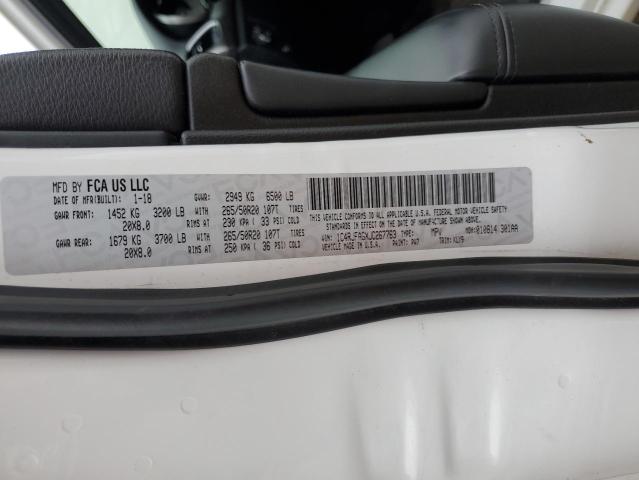 MFD BY FCA US LLC
DATE OF MFR(BUILT): 1-18 GVWR: 2949 KG 6500 LB
GAWR FRONT: 1452 KG 3200 LB WITH 265/50R20 107T TIRES
20X8.0 RIMS AT 230 KPA ( 33 PSI) COLD
GAWR REAR: 1679 KG 3700 LB WITH 265/50R20 107T TIRES
20X8.0 RIMS AT 250 KPA ( 36 PSI) COLD
THIS VEHICLE CONFORMS TO ALL APPLICABLE U.S.A. FEDERAL MOTOR VEHICLE SAFETY
STANDARDS IN EFFECT ON THE DATE OF MANUFACTURE SHOWN ABOVE.
VIN: TYPE: MPV MDH:010614 301AA
VEHICLE MADE IN U.S.A. PAINT: PW7 TRIM: